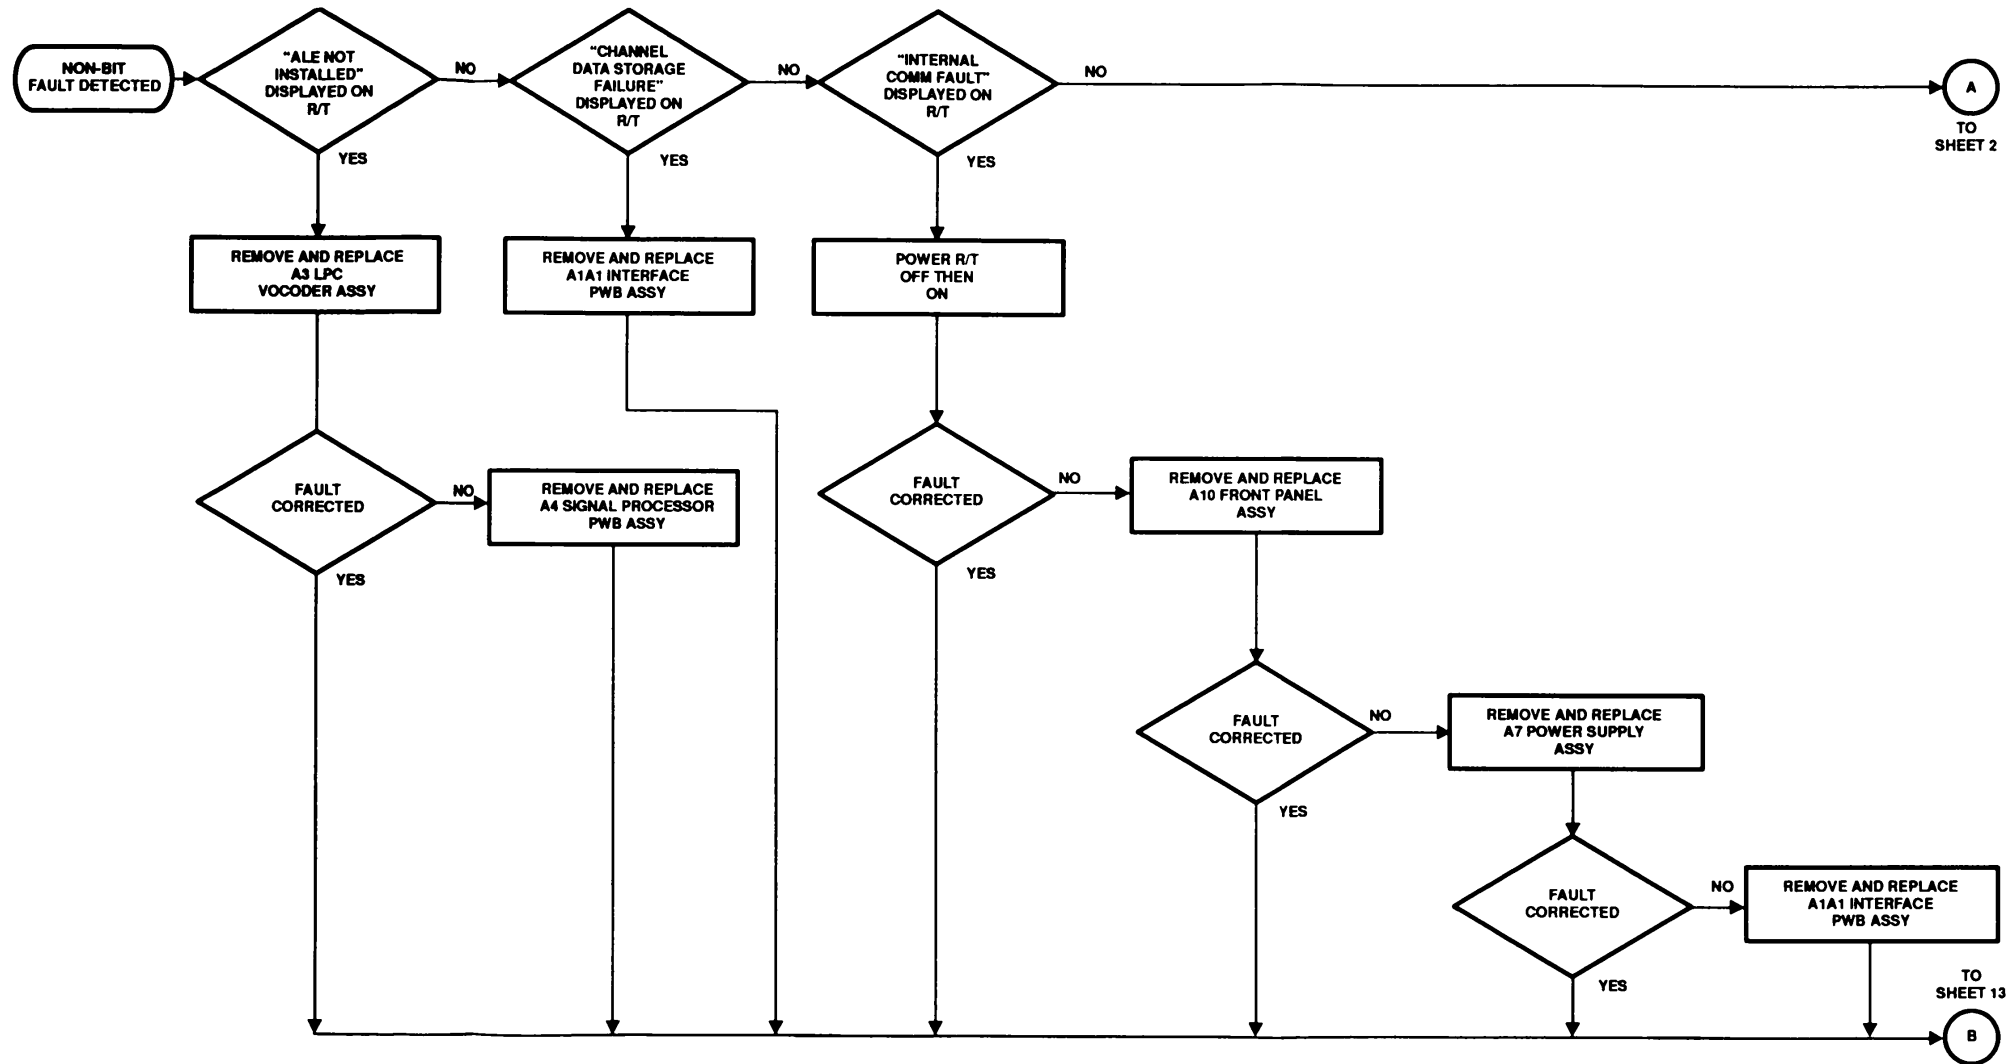 NON-BIT
FAULT DETECTED
"ALE NOT
INSTALLED"
DISPLAYED ON
R/T
NO
"CHANNEL
DATA STORAGE
FAILURE"
DISPLAYED ON
R/T
NO
"INTERNAL
COMM FAULT"
DISPLAYED ON
R/T
NO
A
TO
SHEET 2
YES
YES
YES
REMOVE AND REPLACE
A3 LPC
VOCODER ASSY
REMOVE AND REPLACE
A1A1 INTERFACE
PWB ASSY
POWER R/T
OFF THEN
ON
FAULT
CORRECTED
NO
REMOVE AND REPLACE
A4 SIGNAL PROCESSOR
PWB ASSY
YES
FAULT
CORRECTED
NO
REMOVE AND REPLACE
A10 FRONT PANEL
ASSY
YES
FAULT
CORRECTED
NO
REMOVE AND REPLACE
A7 POWER SUPPLY
ASSY
YES
FAULT
CORRECTED
NO
REMOVE AND REPLACE
A1A1 INTERFACE
PWB ASSY
YES
TO
SHEET 13
B